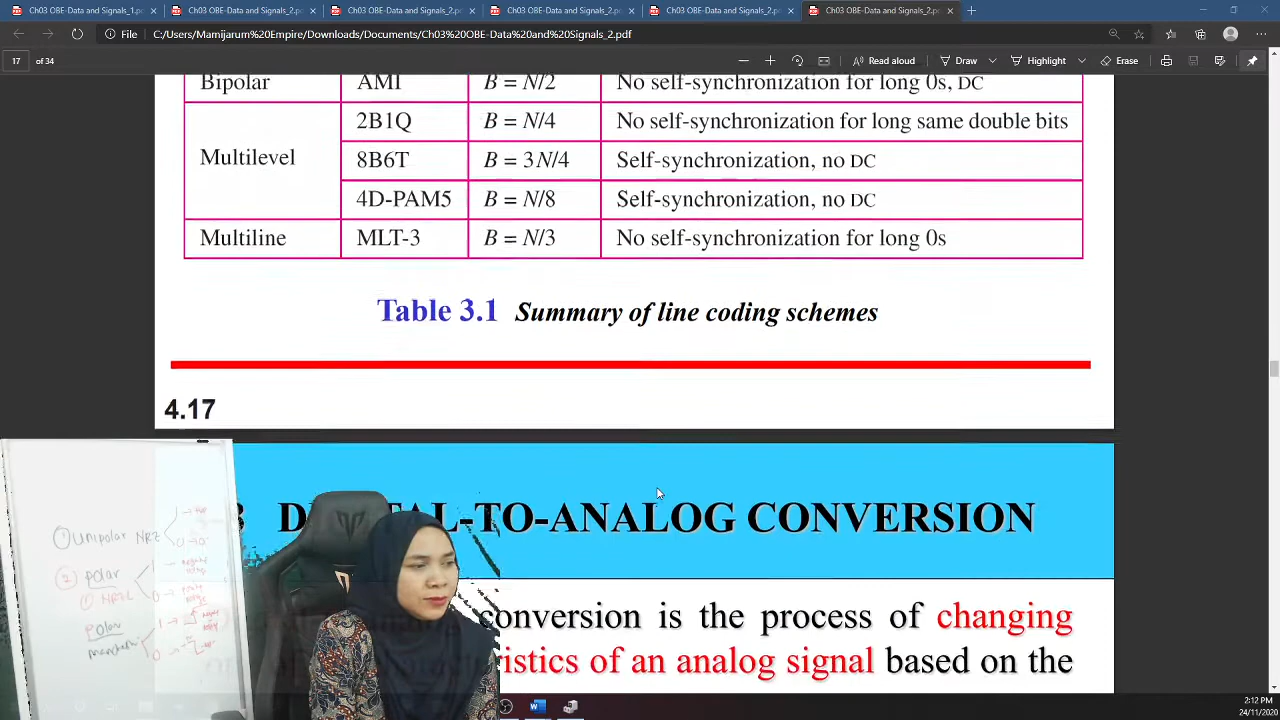 Ch03 OBE-Data and Signals_1.pdf
Ch03 OBE-Data and Signals_2.pdf
Ch03 OBE-Data and Signals_2.pdf
Ch03 OBE-Data and Signals_2.pdf
Ch03 OBE-Data and Signals_2.pdf
Ch03 OBE-Data and Signals_2.pdf
File C:/Users/Mamijarum%20Empire/Downloads/Documents/Ch03%20OBE-Data%20and%20Signals_2.pdf
17 of 34 Read aloud Draw Highlight Erase
Bipolar AMI B = N/2 No self-synchronization for long 0s, DC
Multilevel
2B1Q B = N/4 No self-synchronization for long same double bits
8B6T B = 3N/4 Self-synchronization, no DC
4D-PAM5 B = N/8 Self-synchronization, no DC
Multiline MLT-3 B = N/3 No self-synchronization for long 0s
Table 3.1 Summary of line coding schemes
4.17
-TO-ANALOG CONVERSION
conversion is the process of changing
of an analog signal based on the
1 Unipolar NRZ
2 Polar
1 NRZ-L
Polar
2:12 PM
24/11/2020